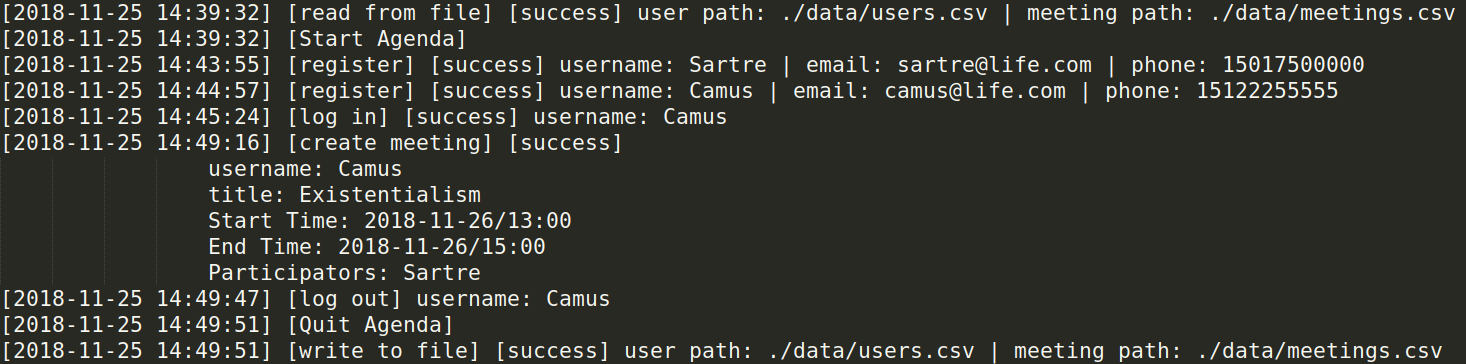 [2018-11-25 14:39:32] [read from file] [success] user path: ./data/users.csv | meeting path: ./data/meetings.csv
[2018-11-25 14:39:32] [Start Agenda]
[2018-11-25 14:43:55] [register] [success] username: Sartre | email: sartre@life.com | phone: 15017500000
[2018-11-25 14:44:57] [register] [success] username: Camus | email: camus@life.com | phone: 15122255555
[2018-11-25 14:45:24] [log in] [success] username: Camus
[2018-11-25 14:49:16] [create meeting] [success]
username: Camus
title: Existentialism
Start Time: 2018-11-26/13:00
End Time: 2018-11-26/15:00
Participators: Sartre
[2018-11-25 14:49:47] [log out] username: Camus
[2018-11-25 14:49:51] [Quit Agenda]
[2018-11-25 14:49:51] [write to file] [success] user path: ./data/users.csv | meeting path: ./data/meetings.csv